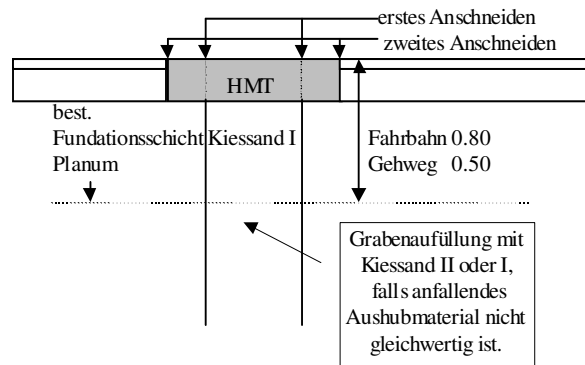 erstes Anschneiden
zweites Anschneiden
HMT
best.
Fundationsschicht Kiessand I
Planum
Fahrbahn 0.80
Gehweg 0.50
Grabenaufüllung mit
Kiessand II oder I,
falls anfallendes
Aushubmaterial nicht
gleichwertig ist.